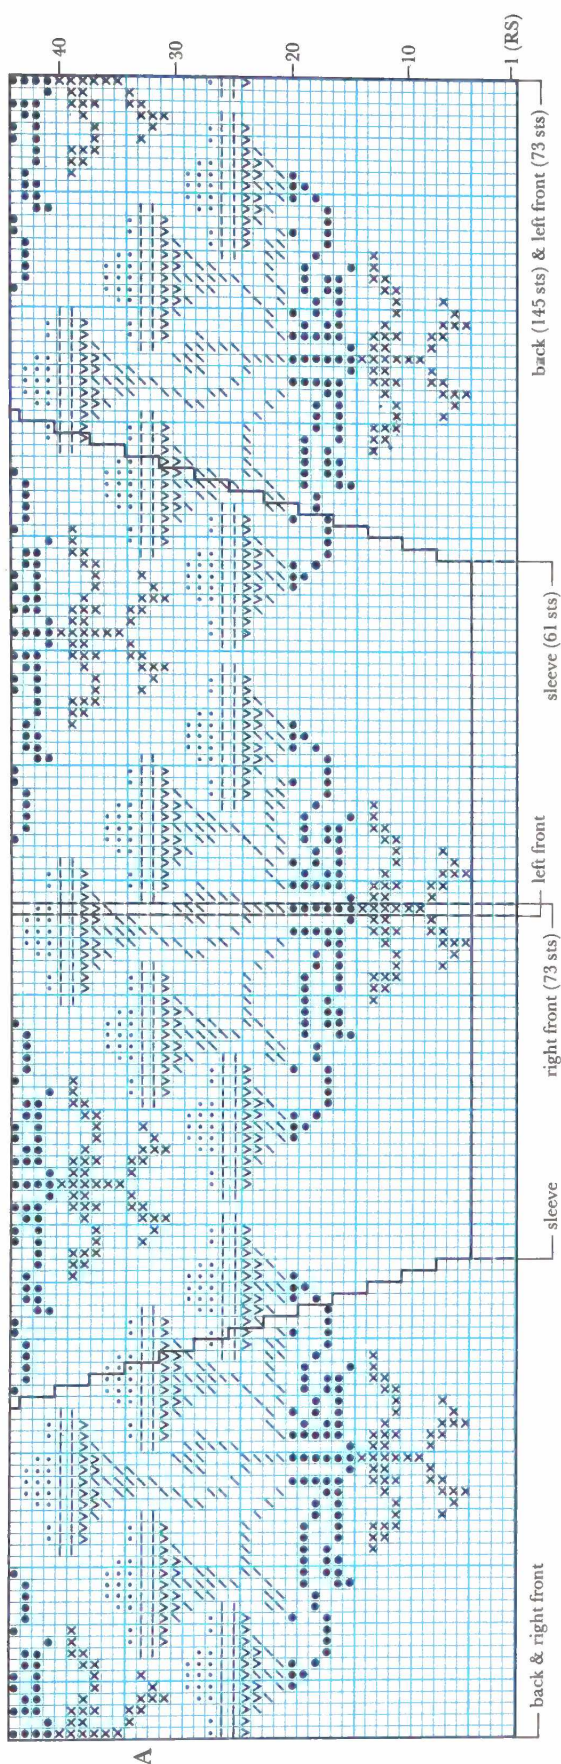 40
30
20
10
1 (RS)
back (145 sts) & left front (73 sts)
sleeve (61 sts)
left front
right front (73 sts)
sleeve
back & right front
A